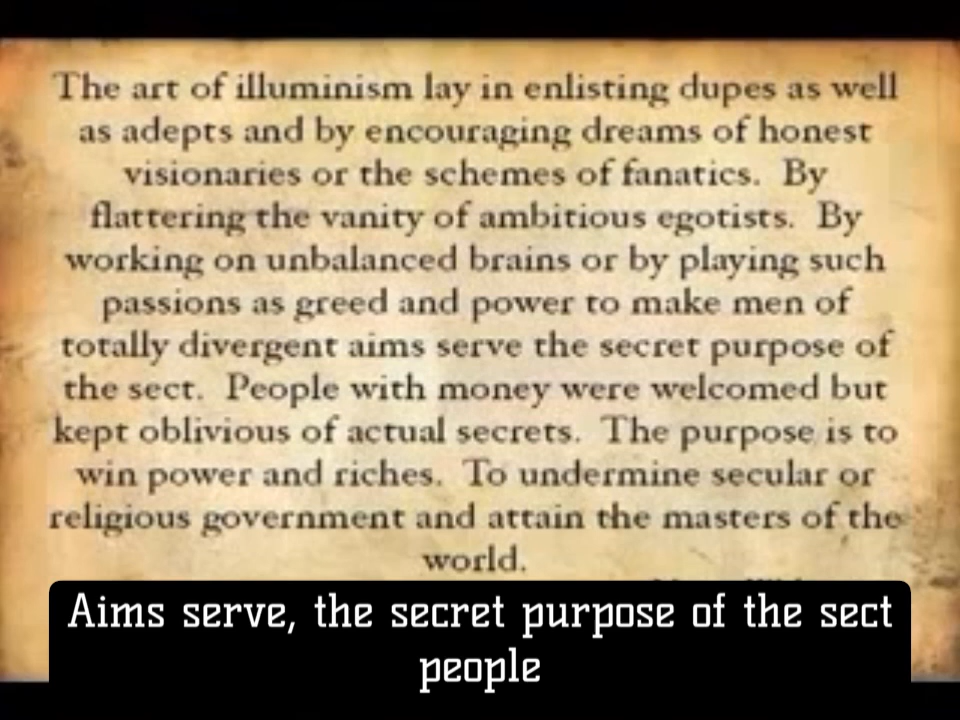 The art of illuminism lay in enlisting dupes as well
as adepts and by encouraging dreams of honest
visionaries or the schemes of fanatics. By
flattering the vanity of ambitious egotists. By
working on unbalanced brains or by playing such
passions as greed and power to make men of
totally divergent aims serve the secret purpose of
the sect. People with money were welcomed but
kept oblivious of actual secrets. The purpose is to
win power and riches. To undermine secular or
religious government and attain the masters of the
world.
Aims serve, the secret purpose of the sect
people